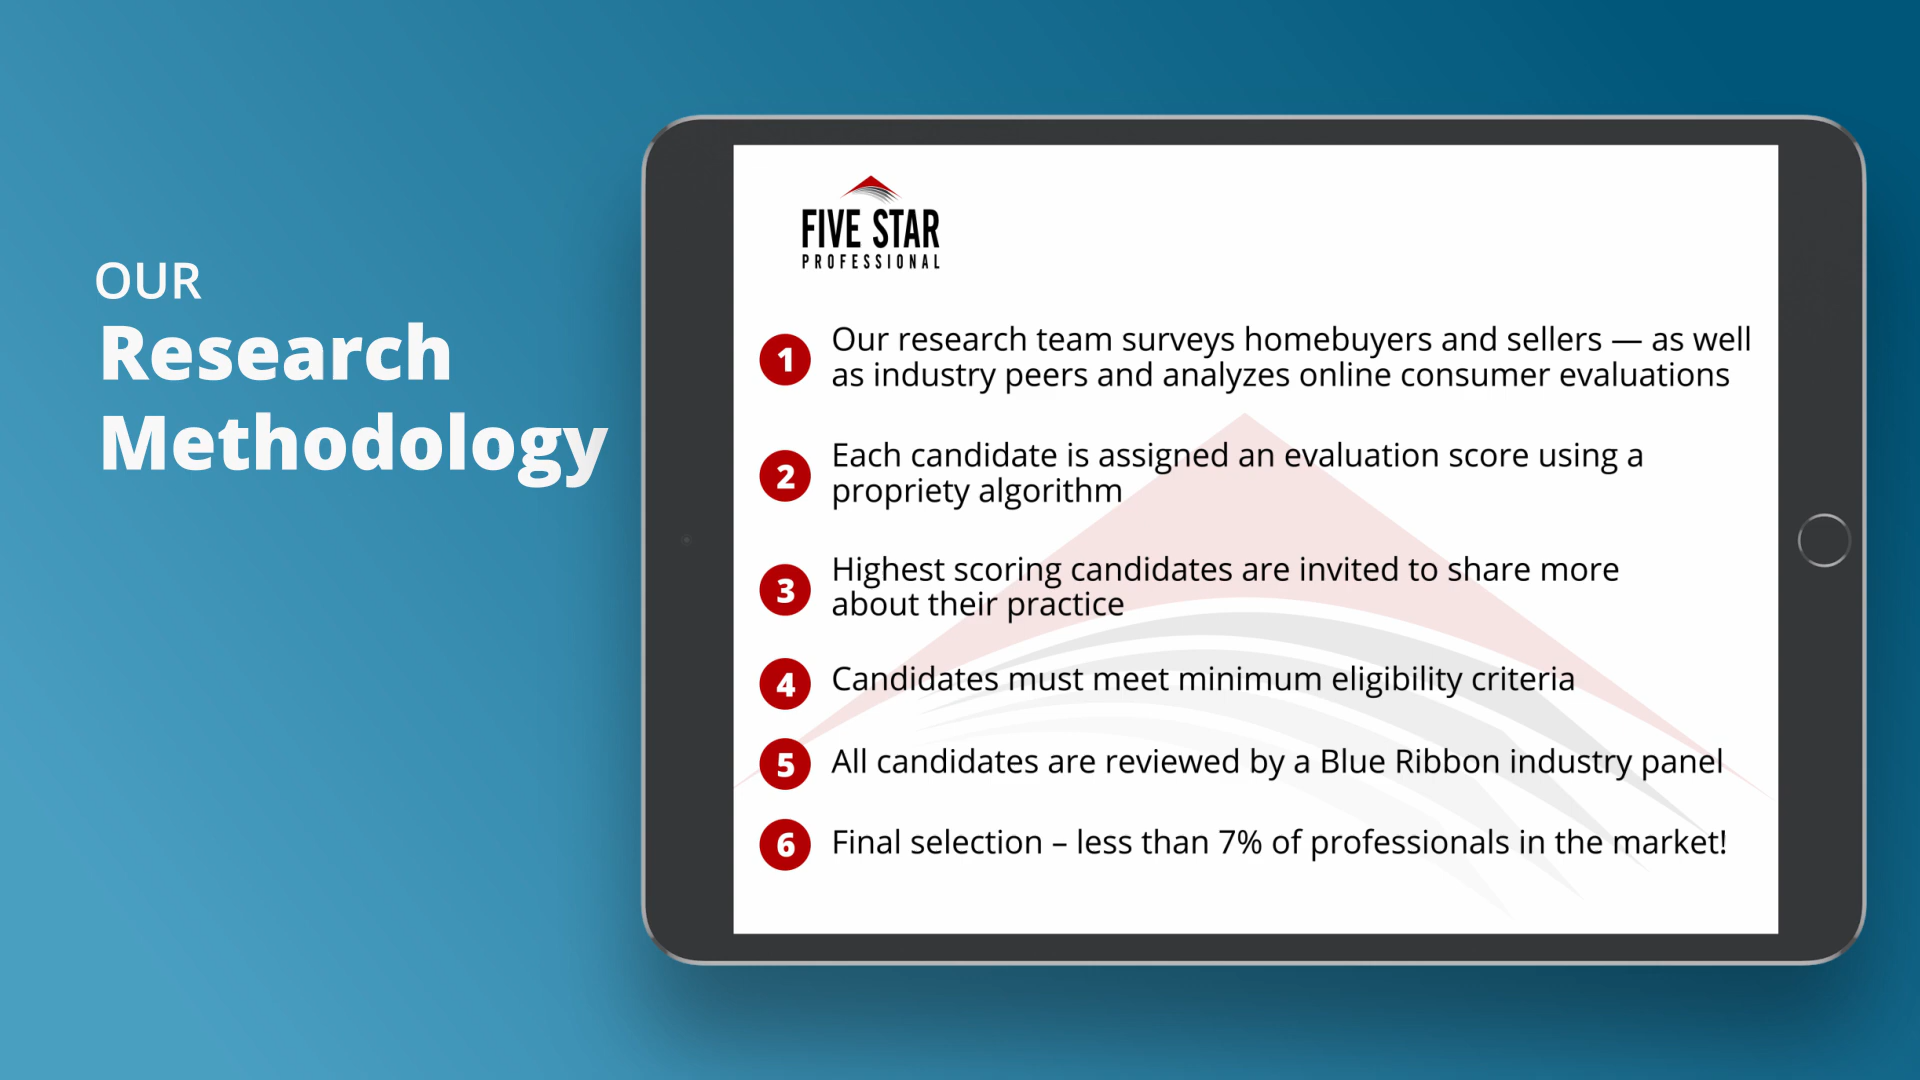 OUR
Research
Methodology
FIVE STAR
PROFESSIONAL
1 Our research team surveys homebuyers and sellers — as well
as industry peers and analyzes online consumer evaluations
2 Each candidate is assigned an evaluation score using a
propriety algorithm
3 Highest scoring candidates are invited to share more
about their practice
4 Candidates must meet minimum eligibility criteria
5 All candidates are reviewed by a Blue Ribbon industry panel
6 Final selection – less than 7% of professionals in the market!